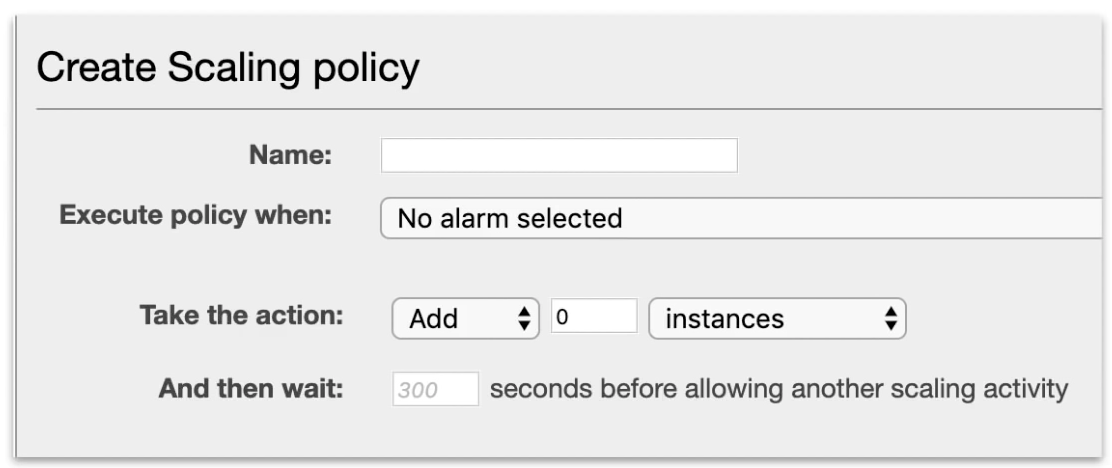 Create Scaling policy
Name:
Execute policy when: No alarm selected
Take the action: Add 0 instances
And then wait: 300 seconds before allowing another scaling activity